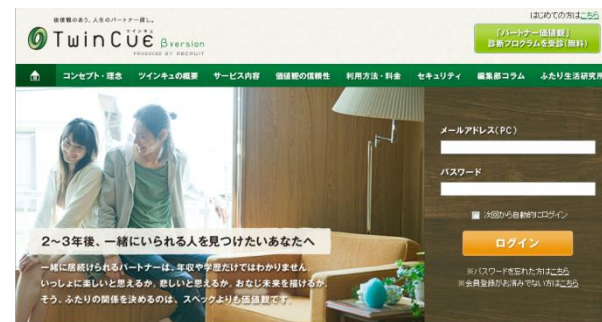 価値観のあう、人生のパートナー探し。
はじめての方はこちら
ツインキュ
TwinCue βversion
PRODUCED BY RECRUIT
「パートナー価値観」
診断プログラムを受診(無料)
コンセプト・理念 ツインキュの概要 サービス内容 価値観の信頼性 利用方法・料金 セキュリティ 編集部コラム ふたり生活研究所
メールアドレス(PC)
パスワード
次回から自動的にログイン
ログイン
※パスワードを忘れた方はこちら
※会員登録がお済みでない方はこちら
2~3年後、一緒にいられる人を見つけたいあなたへ
一緒に居続けられるパートナーは、年収や学歴だけではわかりません。
いっしょに楽しいと思えるか、悲しいと思えるか、おなじ未来を描けるか。
そう、ふたりの関係を決めるのは、スペックよりも価値観です。